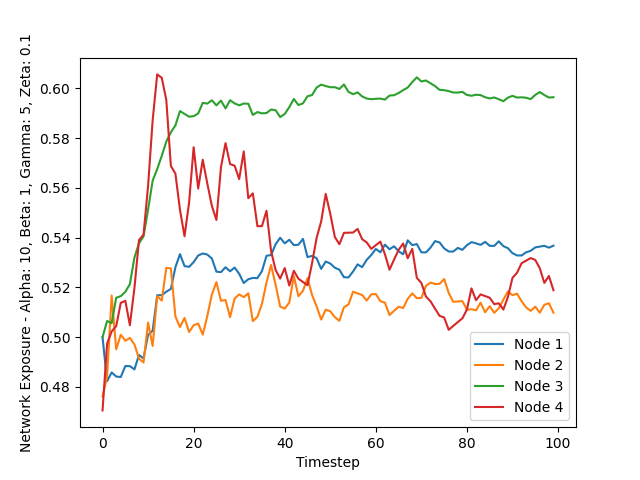 Network Exposure - Alpha: 10, Beta: 1, Gamma: 5, Zeta: 0.1
0.60
0.58
0.56
0.54
0.52
0.50
0.48
0
20
40
60
80
100
Timestep
Node 1
Node 2
Node 3
Node 4